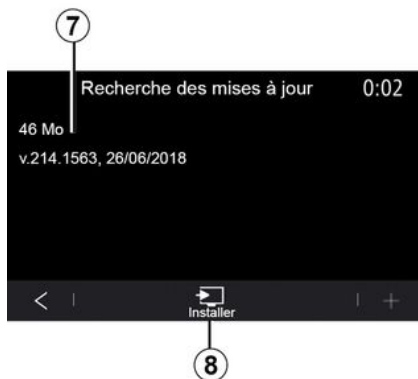 7
Recherche des mises à jour 0:02
46 Mo
v.214.1563, 26/06/2018
< +
Installer
8